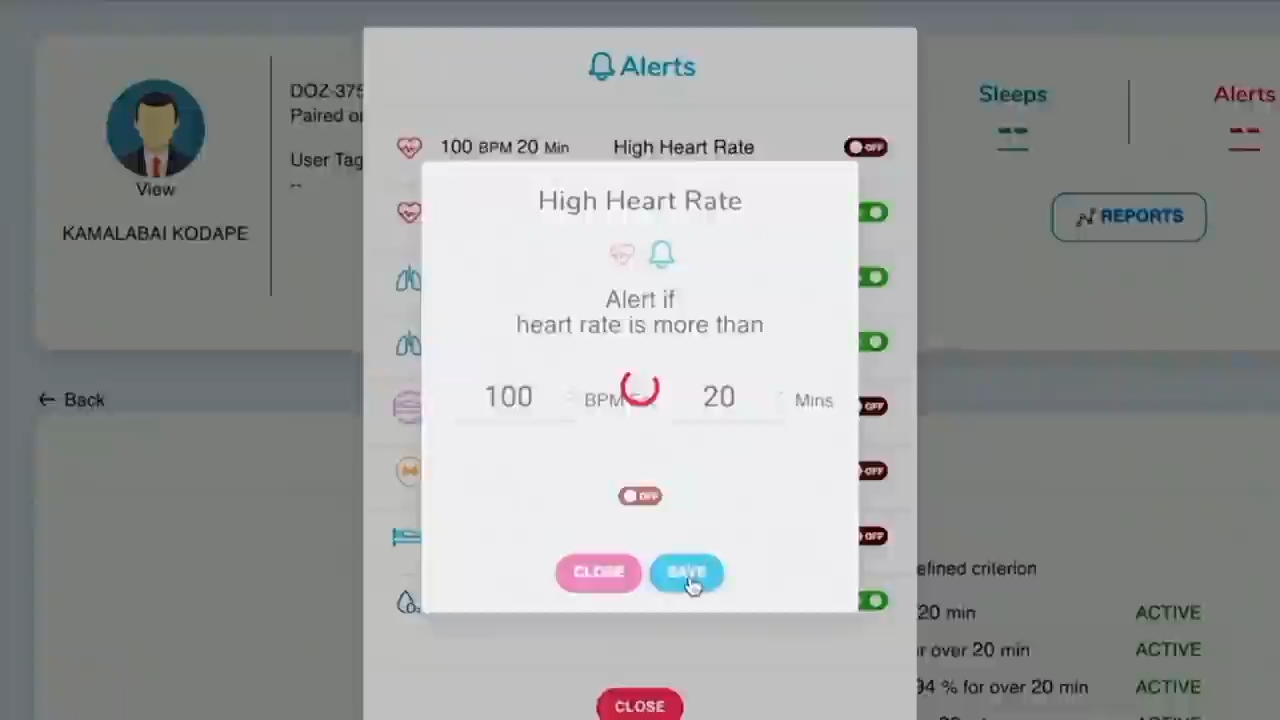 Alerts
DOZ-375
Paired o
User Tag
--
View
KAMALABAI KODAPE
Sleeps
--
Alerts
--
REPORTS
100 BPM 20 Min High Heart Rate OFF
High Heart Rate
Alert if
heart rate is more than
100 BPM 20 Mins
OFF
CLOSE SAVE
OFF
OFF
OFF
← Back
efined criterion
20 min ACTIVE
r over 20 min ACTIVE
94 % for over 20 min ACTIVE
CLOSE